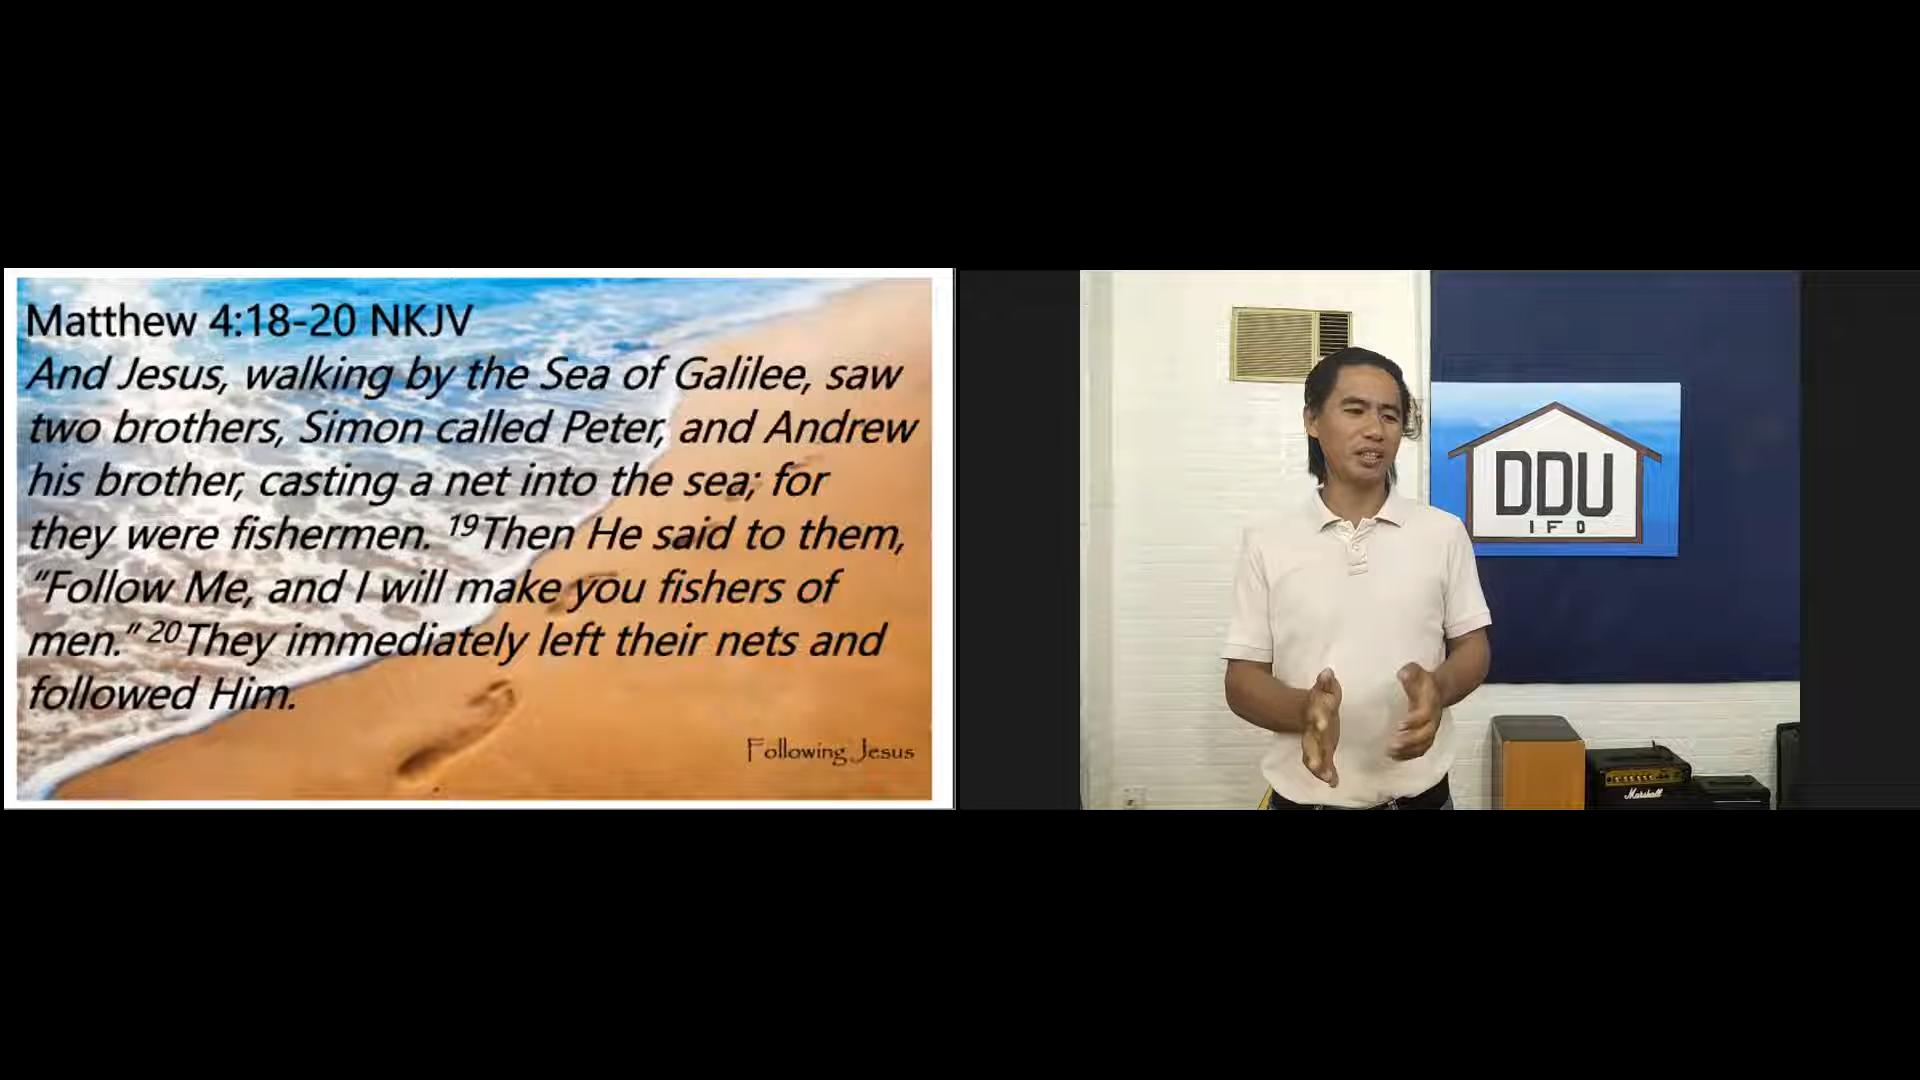 Matthew 4:18-20 NKJV
And Jesus, walking by the Sea of Galilee, saw
two brothers, Simon called Peter, and Andrew
his brother, casting a net into the sea; for
they were fishermen. 19Then He said to them,
“Follow Me, and I will make you fishers of
men.” 20They immediately left their nets and
followed Him.
Following Jesus
DDU
IFO
Marshall